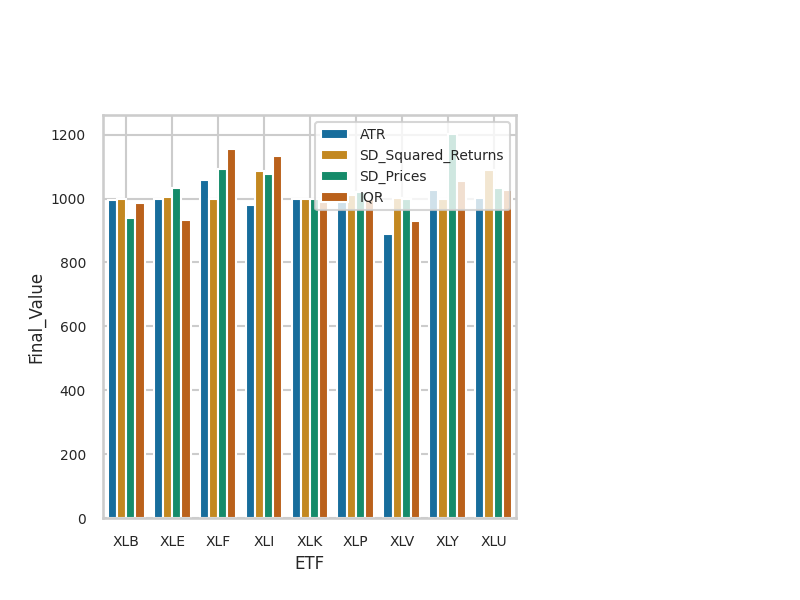 1200
1000
800
600
400
200
0
Final_Value
ATR
SD_Squared_Returns
SD_Prices
IQR
XLB XLE XLF XLI XLK XLP XLV XLY XLU
ETF